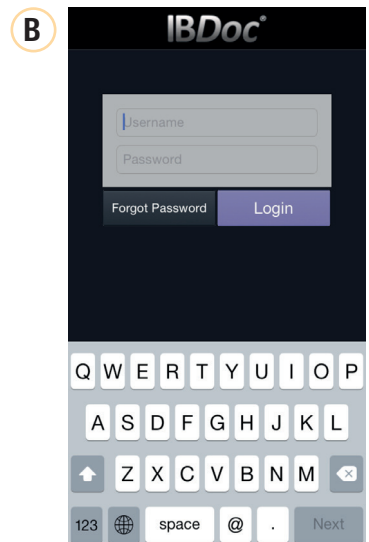 B
IBDoc®
Username
Password
Forgot Password Login
Q W E R T Y U I O P
A S D F G H J K L
Z X C V B N M
123 space @ . Next